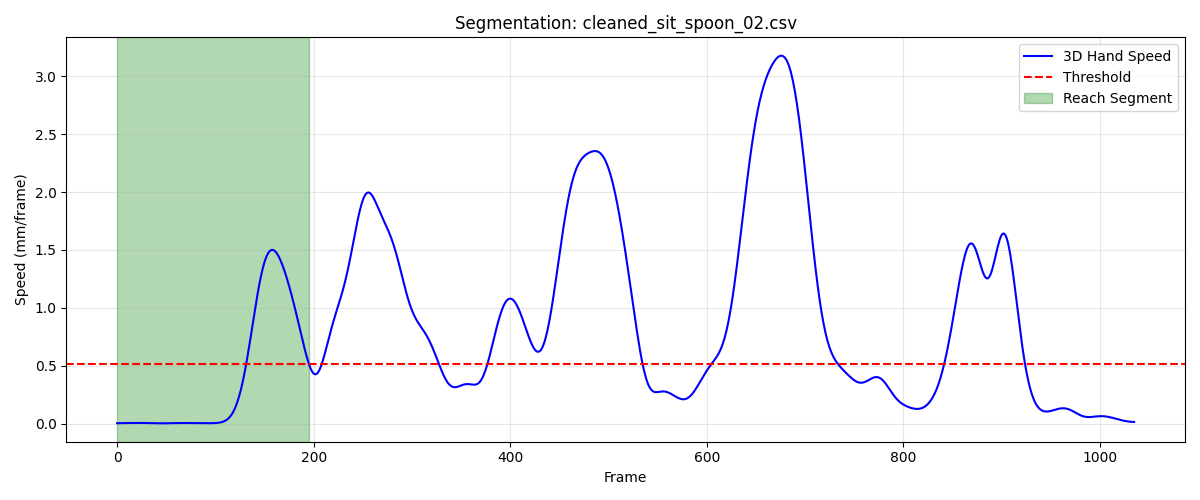 Segmentation: cleaned_sit_spoon_02.csv
3D Hand Speed
Threshold
Reach Segment
Speed (mm/frame)
3.0
2.5
2.0
1.5
1.0
0.5
0.0
0 200 400 600 800 1000
Frame